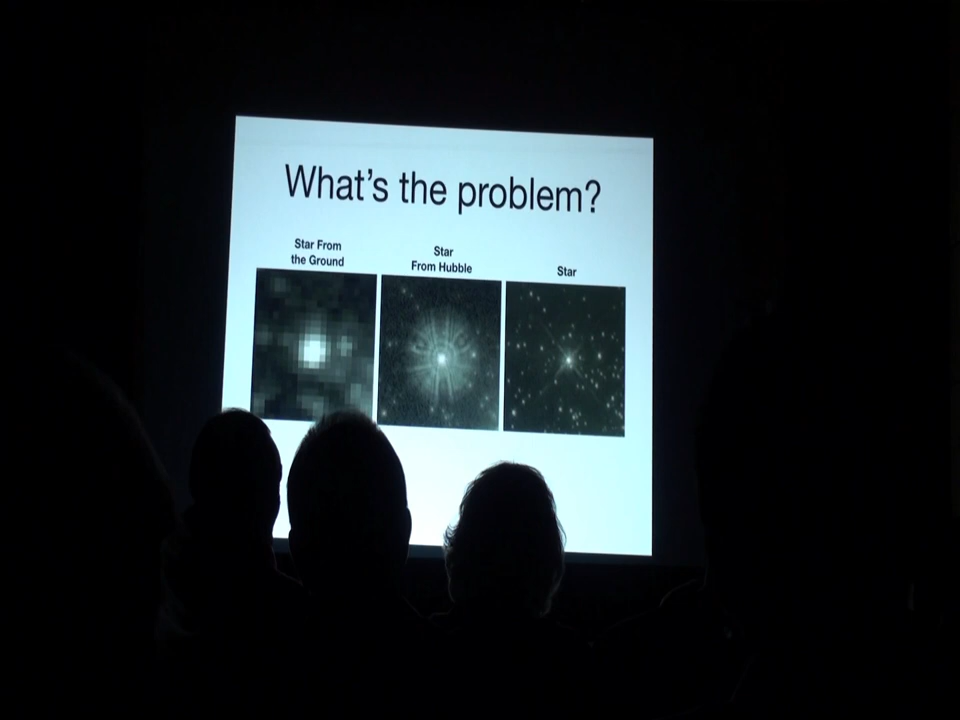 What's the problem?
Star From
the Ground
Star
From Hubble
Star